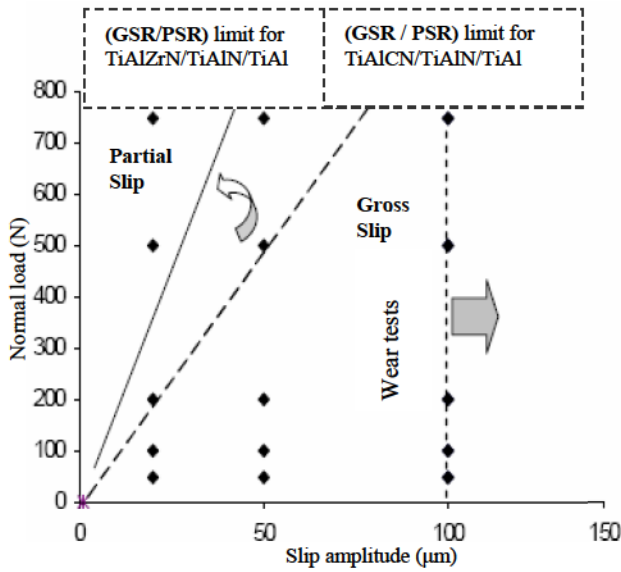 (GSR/PSR) limit for
TiAlZrN/TiAlN/TiAl
(GSR / PSR) limit for
TiAlCN/TiAlN/TiAl
800
700
600
500
400
300
200
100
0
Normal load (N)
Partial
Slip
Gross
Slip
Wear tests
0
50
100
150
Slip amplitude (µm)